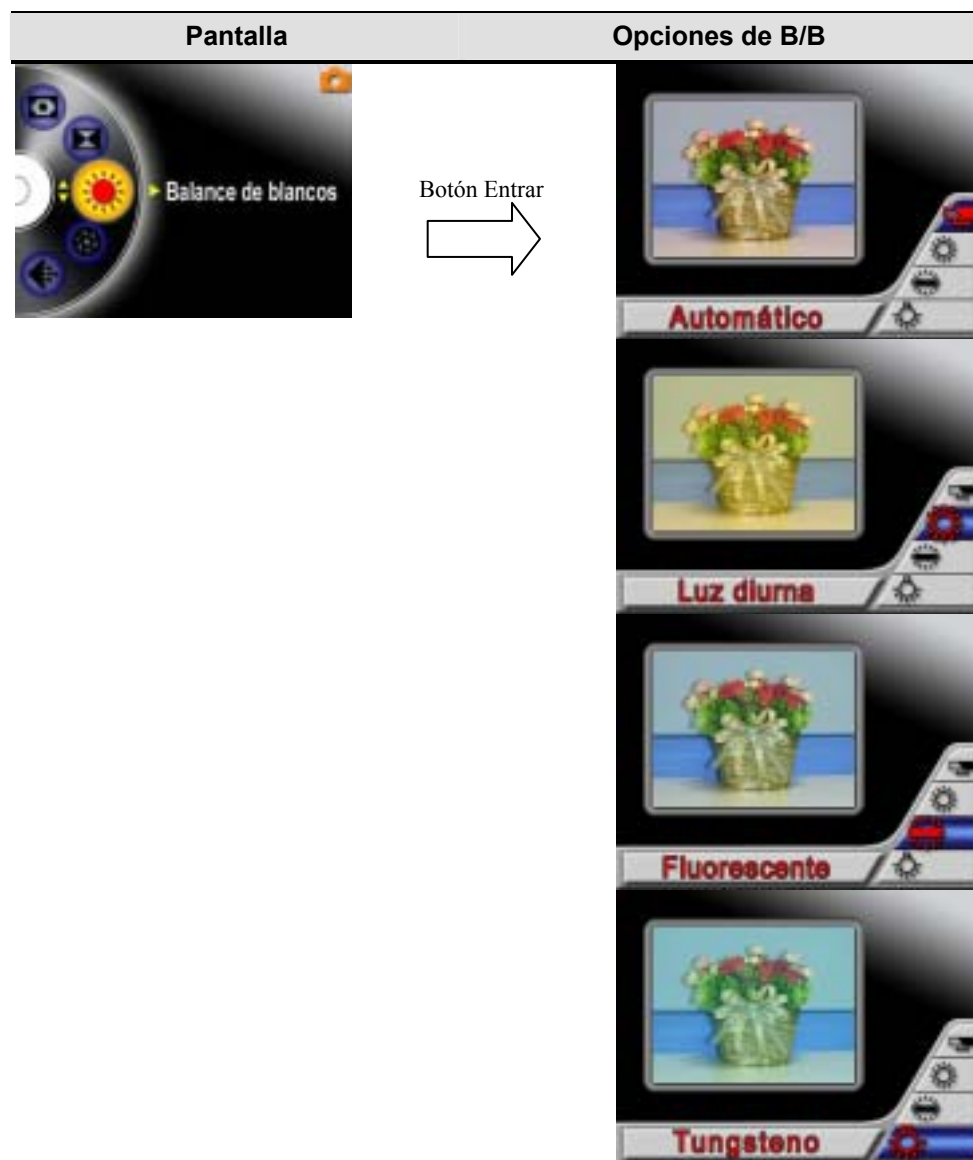 Pantalla
Opciones de B/B
Balance de blancos
Botón Entrar
Automático
Luz diurna
Fluorescente
Tungsteno